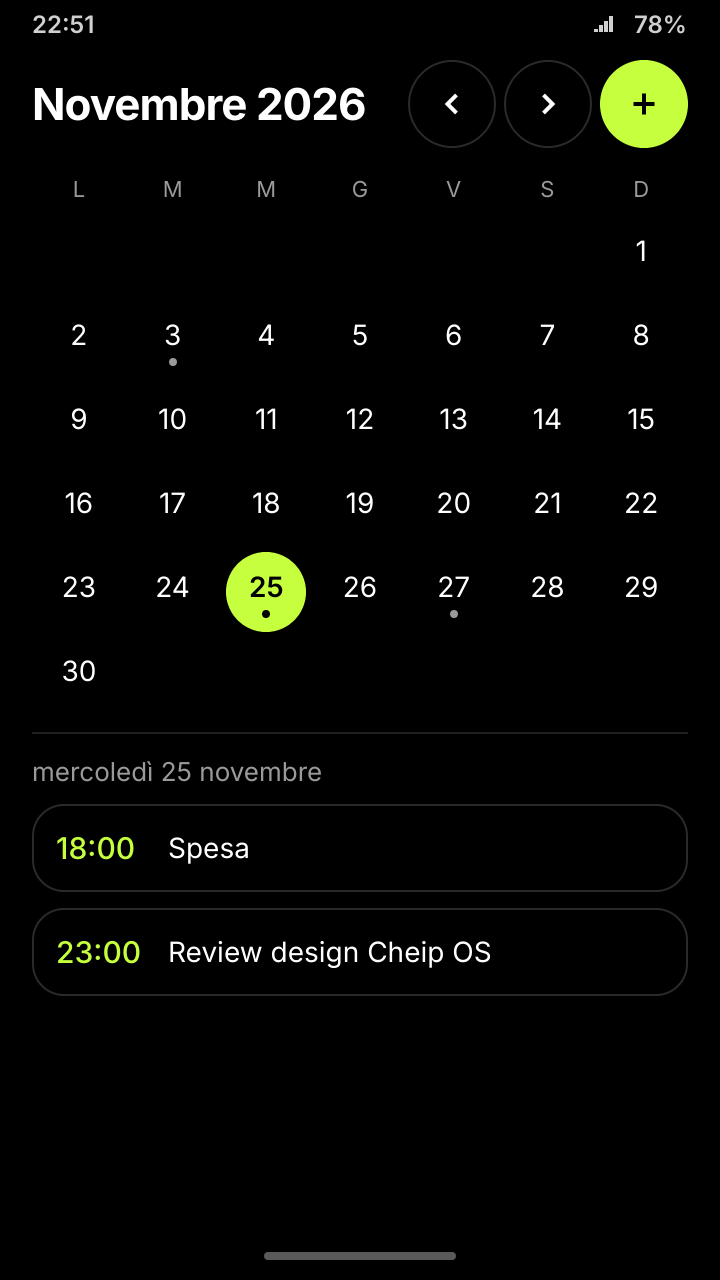 22:51 78%
Novembre 2026
L M M G V S D
1
2 3 4 5 6 7 8
9 10 11 12 13 14 15
16 17 18 19 20 21 22
23 24 25 26 27 28 29
30
mercoledì 25 novembre
18:00 Spesa
23:00 Review design Cheip OS